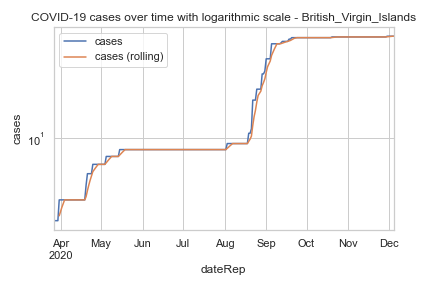 COVID-19 cases over time with logarithmic scale - British_Virgin_Islands
cases
cases (rolling)
cases
10¹
Apr May Jun Jul Aug Sep Oct Nov Dec
2020
dateRep